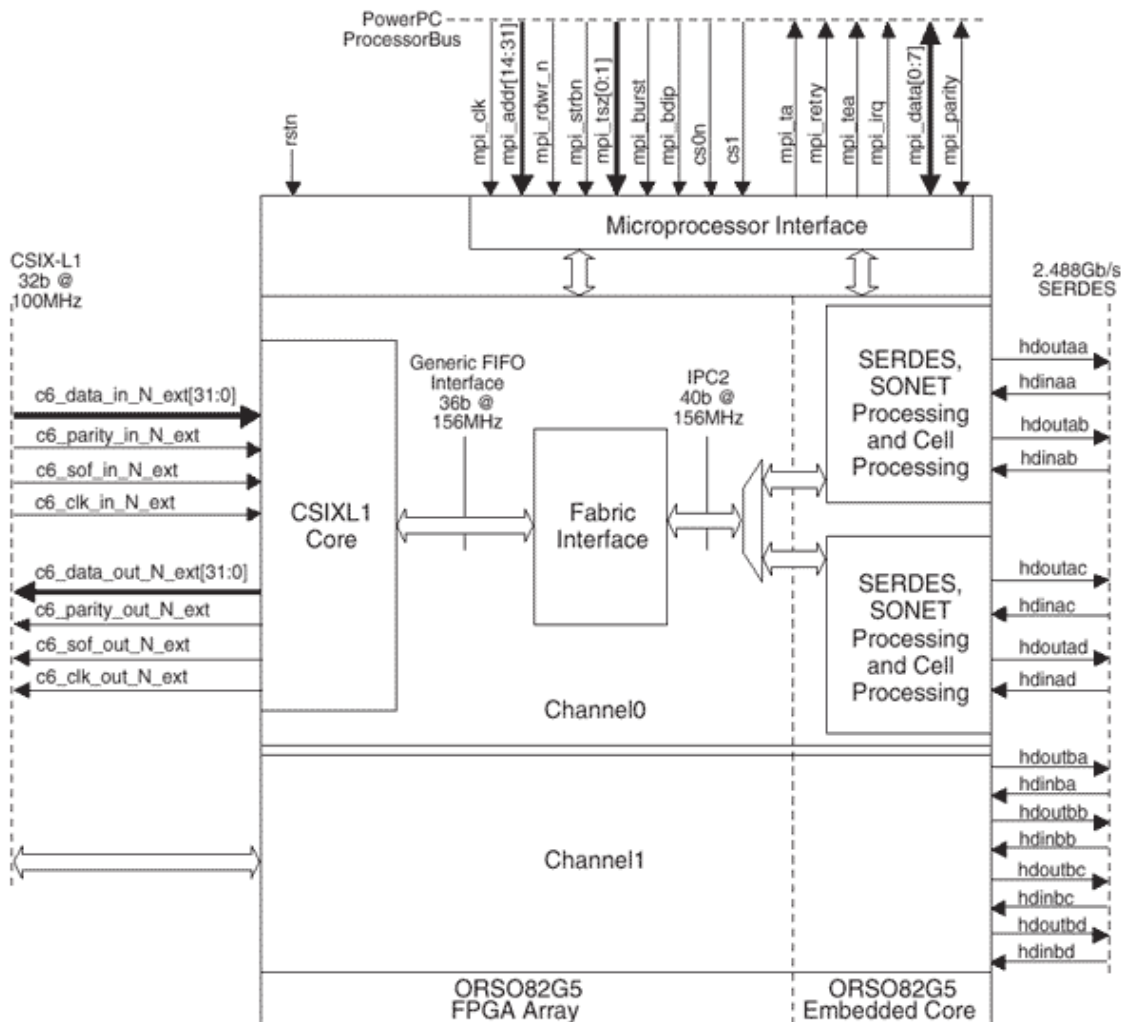 PowerPC
ProcessorBus
rstn
mpi_clk
mpi_addr[14:31]
mpi_rdwr_n
mpi_strbn
mpi_tsz[0:1]
mpi_burst
mpi_bdip
cs0n
cs1
mpi_ta
mpi_retry
mpi_tea
mpi_irq
mpi_data[0:7]
mpi_parity
Microprocessor Interface
CSIX-L1
32b @
100MHz
2.488Gb/s
SERDES
c6_data_in_N_ext[31:0]
c6_parity_in_N_ext
c6_sof_in_N_ext
c6_clk_in_N_ext
c6_data_out_N_ext[31:0]
c6_parity_out_N_ext
c6_sof_out_N_ext
c6_clk_out_N_ext
CSIXL1
Core
Generic FIFO
Interface
36b @
156MHz
Fabric
Interface
IPC2
40b @
156MHz
SERDES,
SONET
Processing
and Cell
Processing
SERDES,
SONET
Processing
and Cell
Processing
hdoutaa
hdinaa
hdoutab
hdinab
hdoutac
hdinac
hdoutad
hdinad
Channel0
hdoutba
hdinba
hdoutbb
hdinbb
hdoutbc
hdinbc
hdoutbd
hdinbd
Channel1
ORSO82G5
FPGA Array
ORSO82G5
Embedded Core